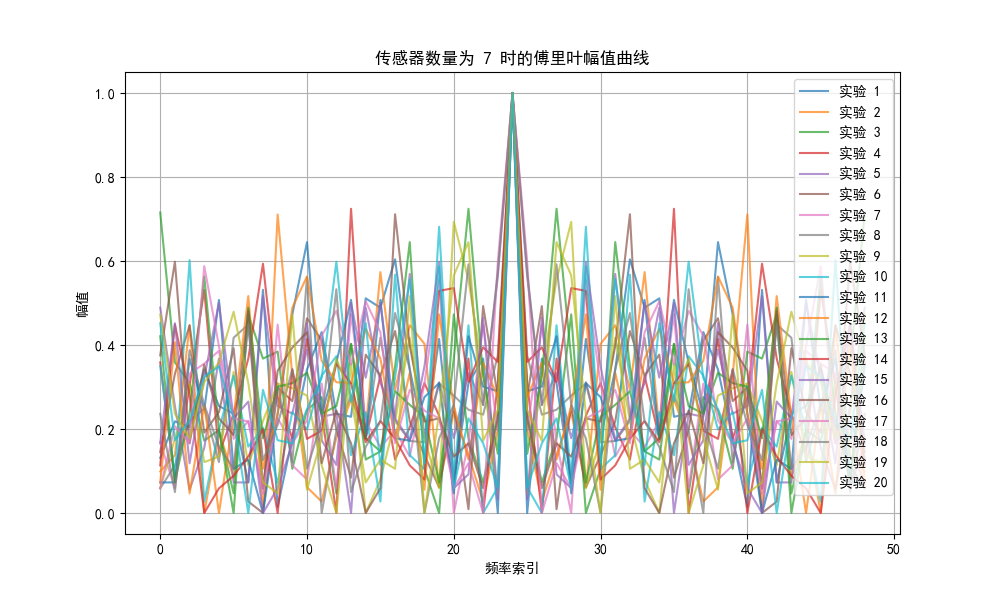 传感器数量为 7 时的傅里叶幅值曲线
幅值
1.0
0.8
0.6
0.4
0.2
0.0
0
10
20
30
40
50
频率索引
实验 1
实验 2
实验 3
实验 4
实验 5
实验 6
实验 7
实验 8
实验 9
实验 10
实验 11
实验 12
实验 13
实验 14
实验 15
实验 16
实验 17
实验 18
实验 19
实验 20